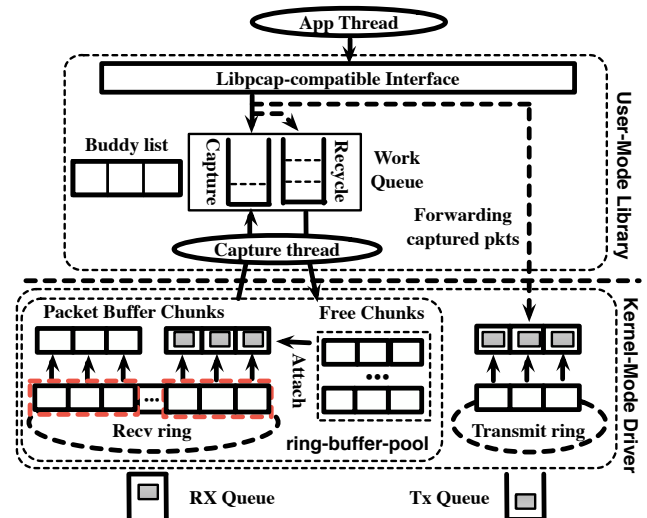 App Thread
Libpcap-compatible Interface
Buddy list
Capture
Recycle
Work
Queue
User-Mode Library
Forwarding
captured pkts
Capture thread
Packet Buffer Chunks
Free Chunks
Kernel-Mode Driver
...
Attach
...
Recv ring
ring-buffer-pool
Transmit ring
RX Queue
Tx Queue